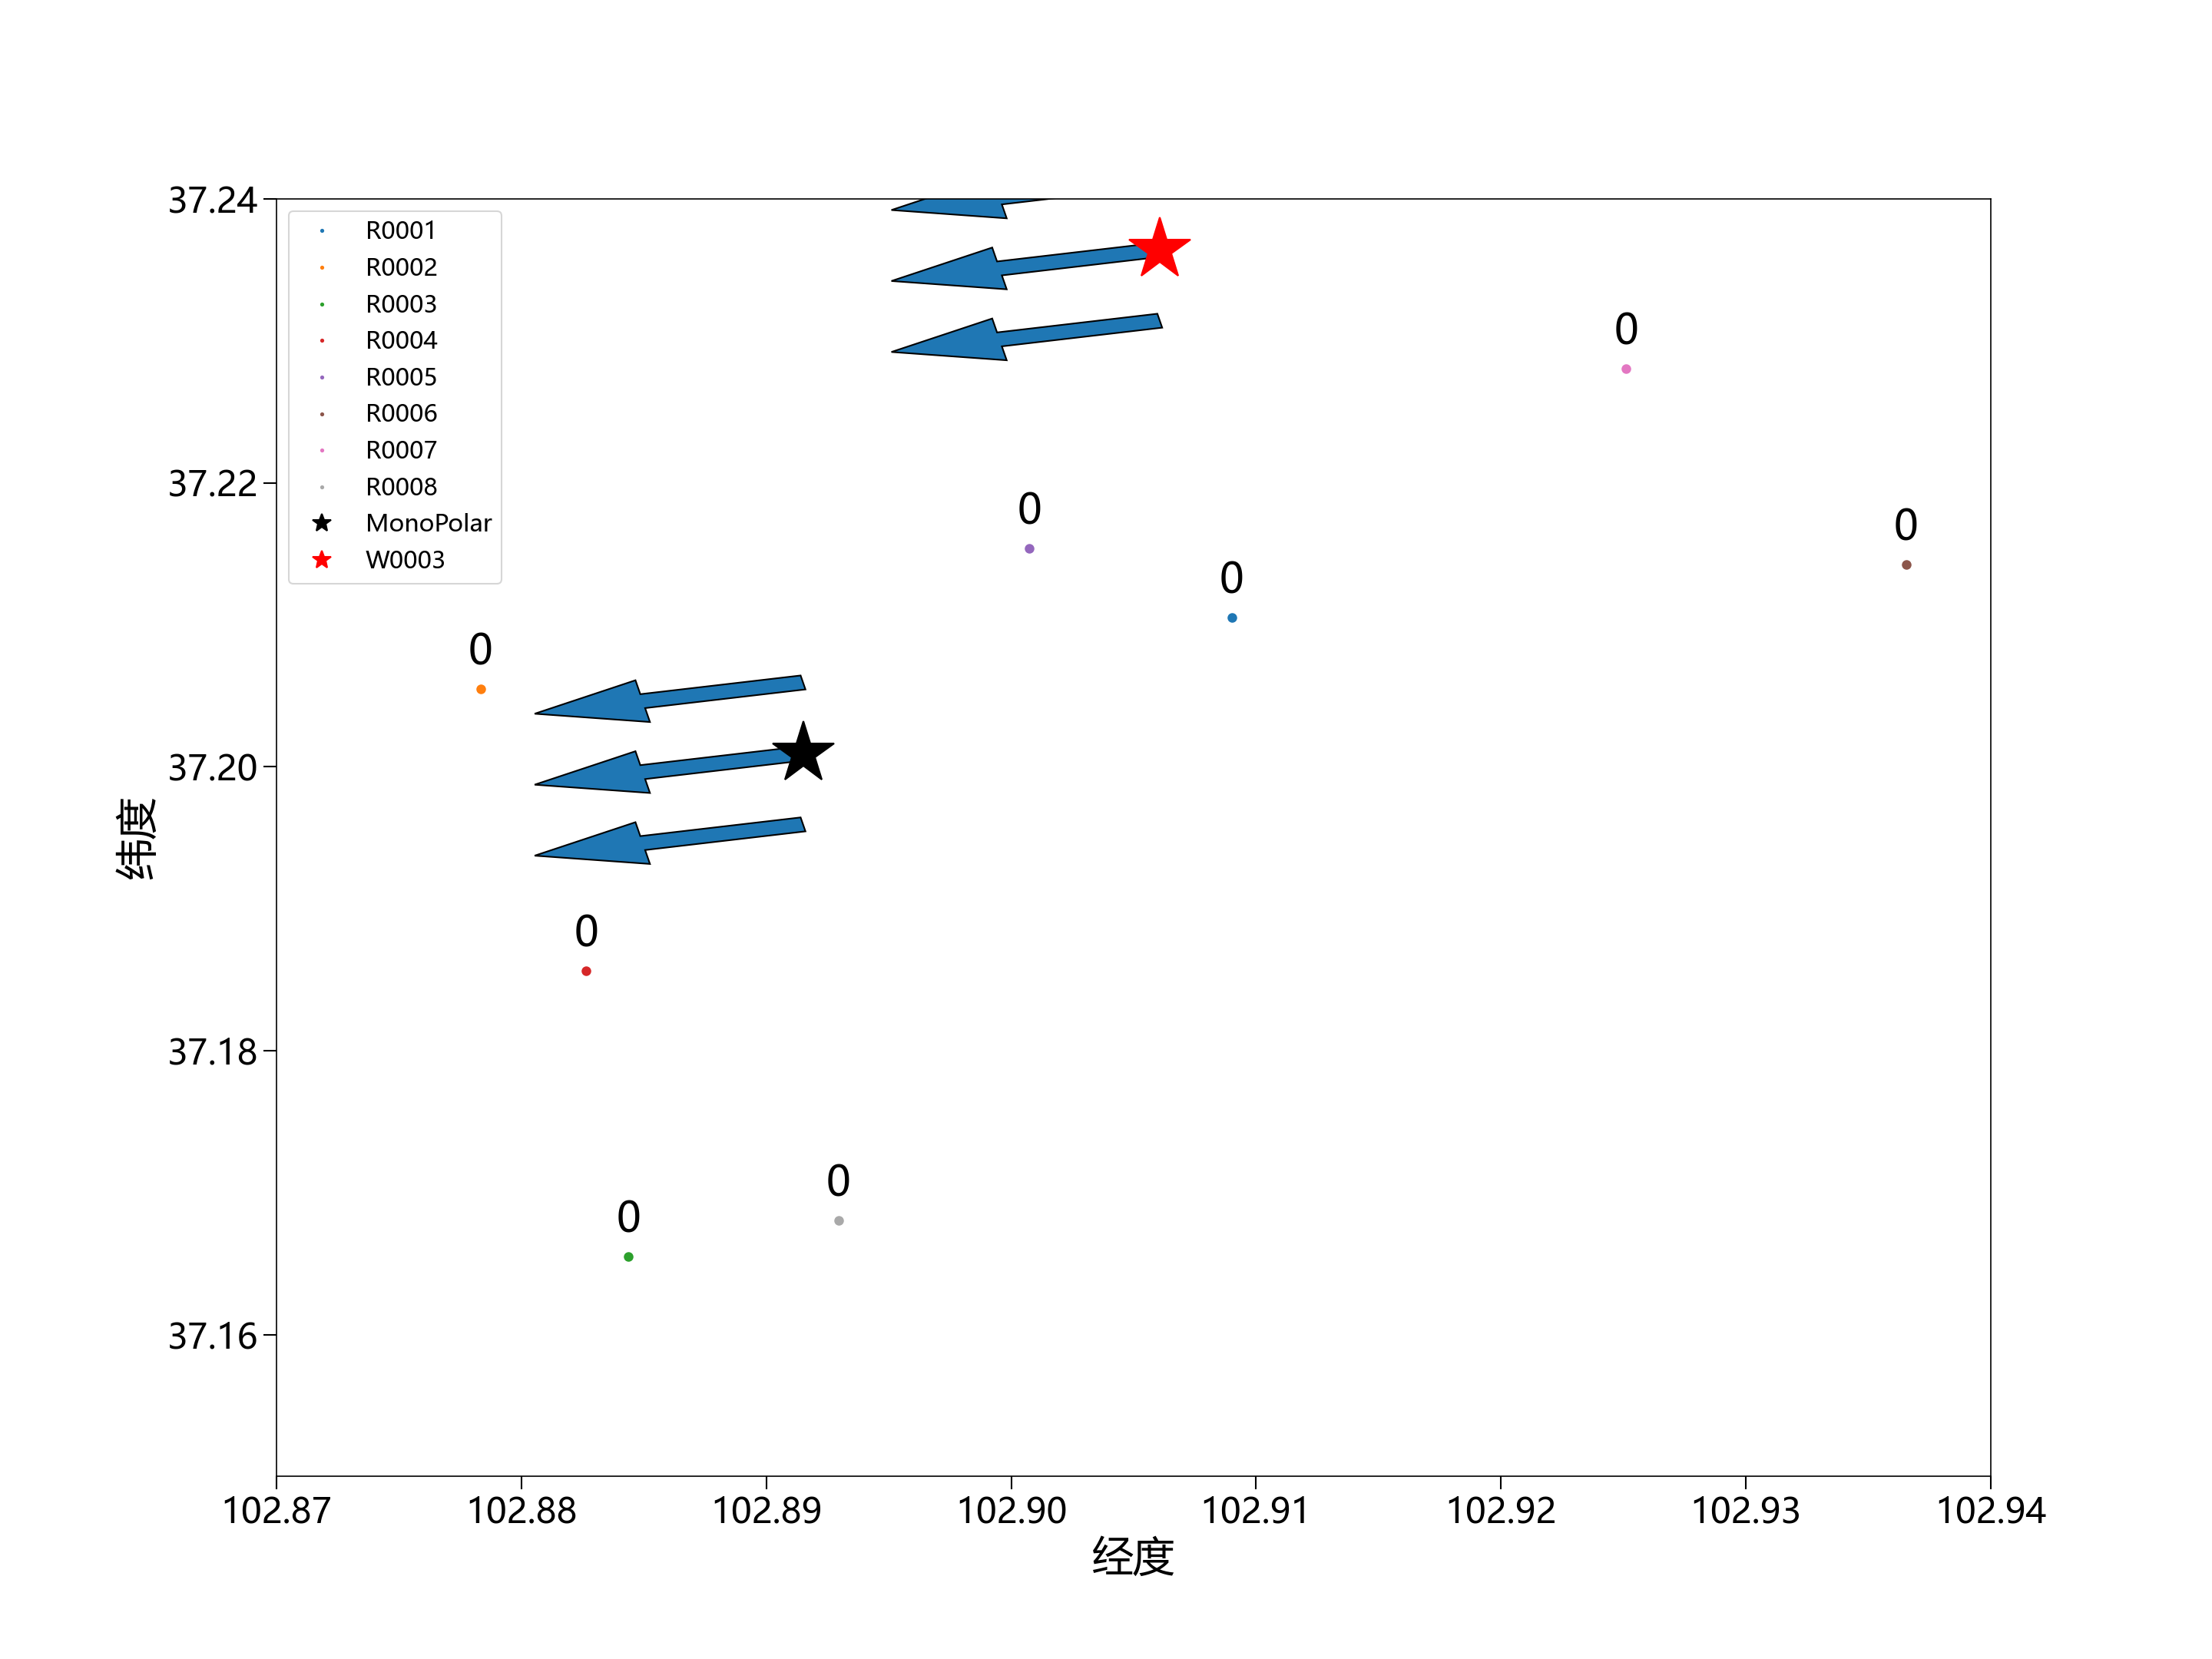 37.24
37.22
37.20
37.18
37.16
纬度
R0001
R0002
R0003
R0004
R0005
R0006
R0007
R0008
MonoPolar
W0003
0
0
0
0
0
0
0
0
102.87 102.88 102.89 102.90 102.91 102.92 102.93 102.94
经度